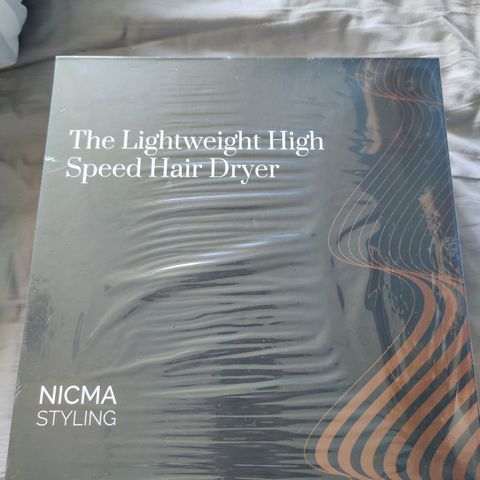 The Lightweight High
Speed Hair Dryer
NICMA
STYLING